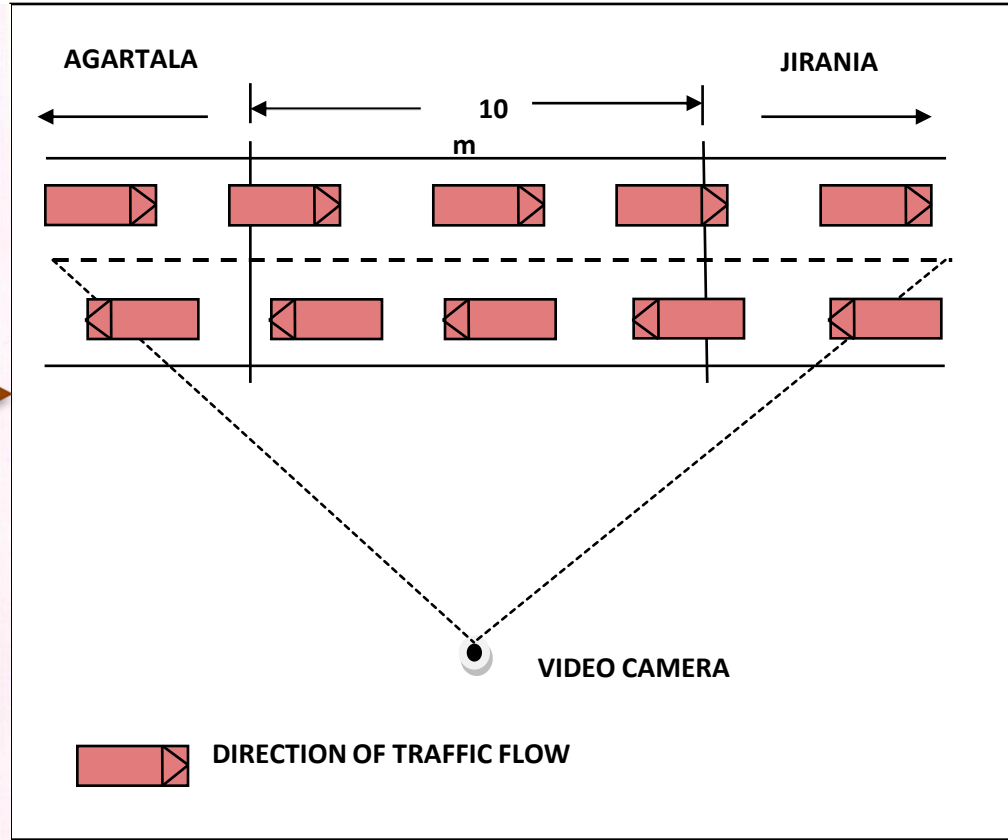 AGARTALA
JIRANIA
10
m
VIDEO CAMERA
DIRECTION OF TRAFFIC FLOW